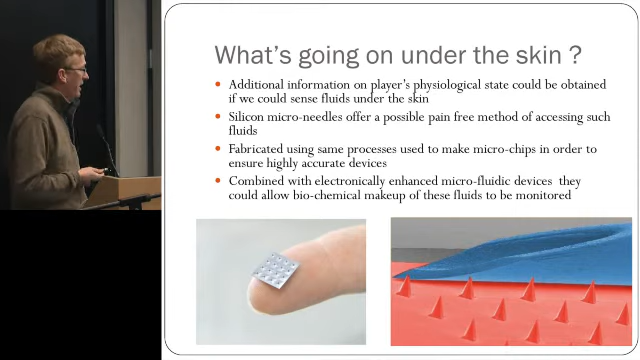 What's going on under the skin ?
Additional information on player's physiological state could be obtained
if we could sense fluids under the skin
Silicon micro-needles offer a possible pain free method of accessing such
fluids
Fabricated using same processes used to make micro-chips in order to
ensure highly accurate devices
Combined with electronically enhanced micro-fluidic devices they
could allow bio-chemical makeup of these fluids to be monitored